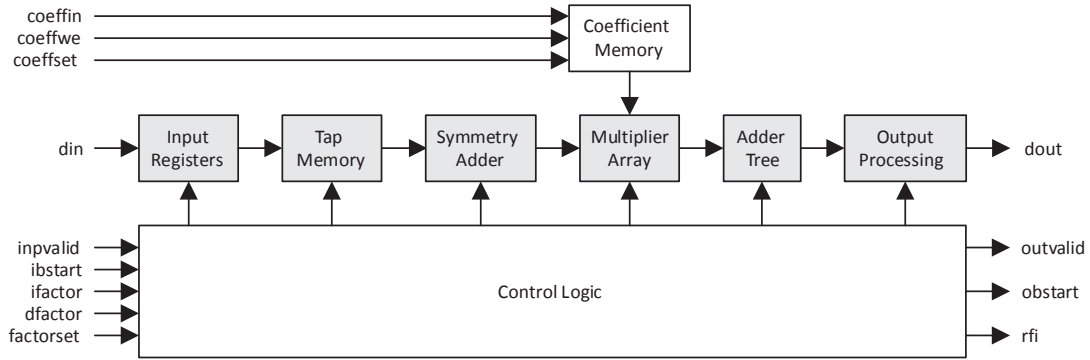 coeffin
coeffwe
coeffset
Coefficient
Memory
din
Input
Registers
Tap
Memory
Symmetry
Adder
Multiplier
Array
Adder
Tree
Output
Processing
dout
inpvalid
ibstart
ifactor
dfactor
factorset
Control Logic
outvalid
obstart
rfi